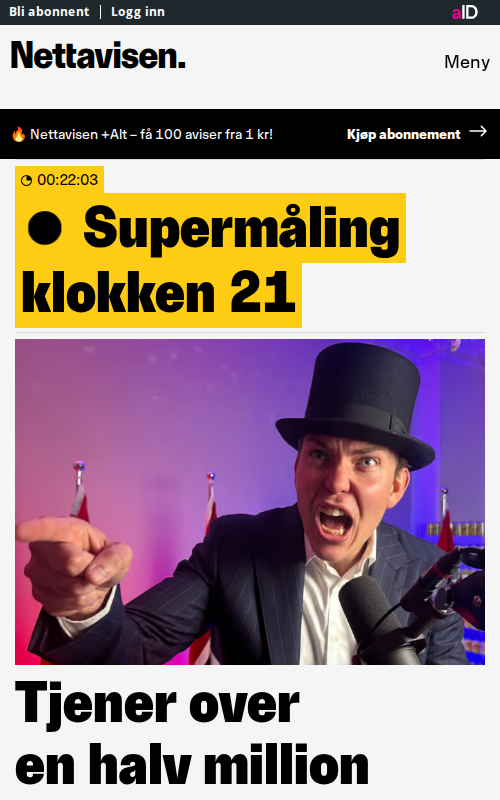 Bli abonnent | Logg inn aID
Nettavisen.
Meny
🔥 Nettavisen +Alt – få 100 aviser fra 1 kr! Kjøp abonnement →
00:22:03
Supermåling
klokken 21
Tjener over
en halv million